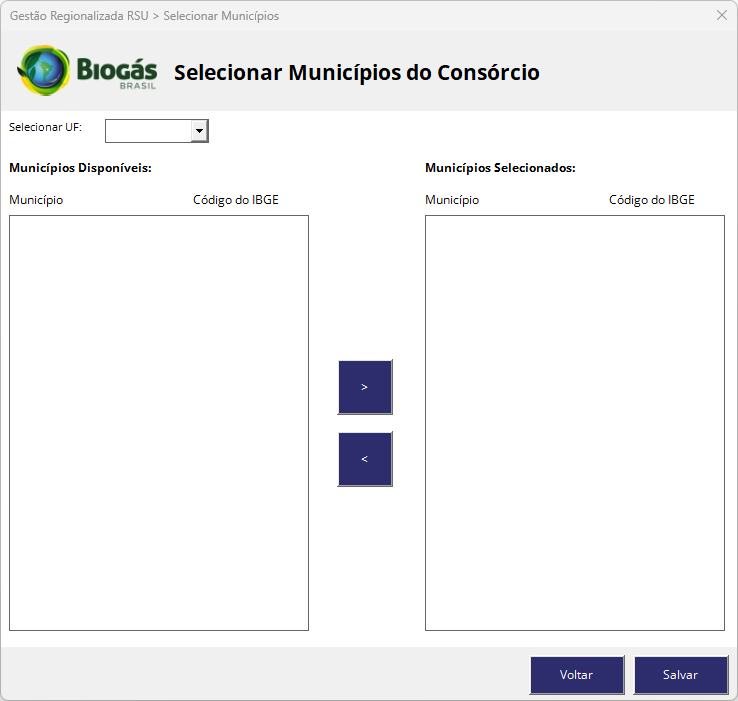 Gestão Regionalizada RSU > Selecionar Municípios
BIOGÁS
BRASIL
Selecionar Municípios do Consórcio
Selecionar UF:
Municípios Disponíveis:
Municípios Selecionados:
Município Código do IBGE
Município Código do IBGE
>
<
Voltar
Salvar